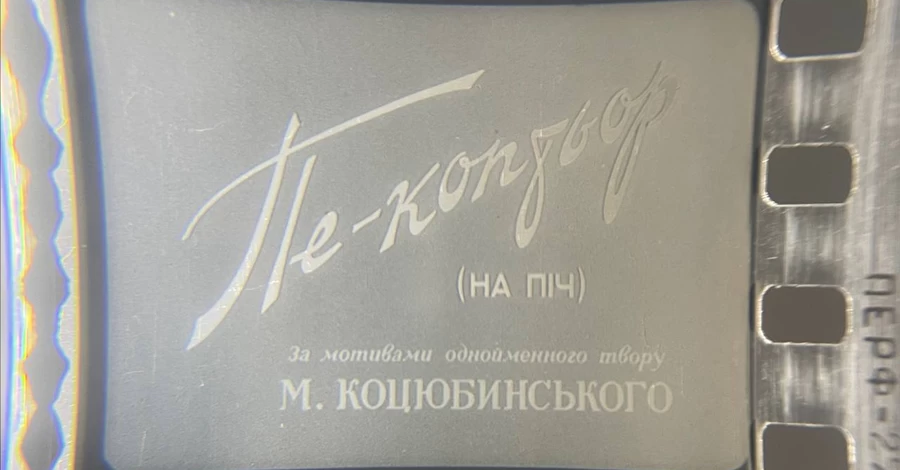 Пе-коптьор
(НА ПІЧ)
За мотивами однойменного твору
М. КОЦЮБИНСЬКОГО
ПЕРФ-2